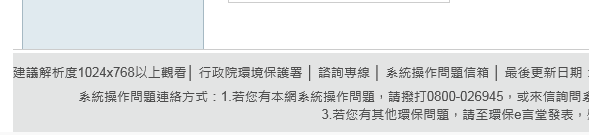 建議解析度1024x768以上觀看│ 行政院環境保護署 │ 諮詢專線│ 系統操作問題信箱│ 最後更新日期：
系統操作問題連絡方式：1.若您有本網系統操作問題，請撥打0800-026945，或來信詢問系
3.若您有其他環保問題，請至環保e言堂發表，